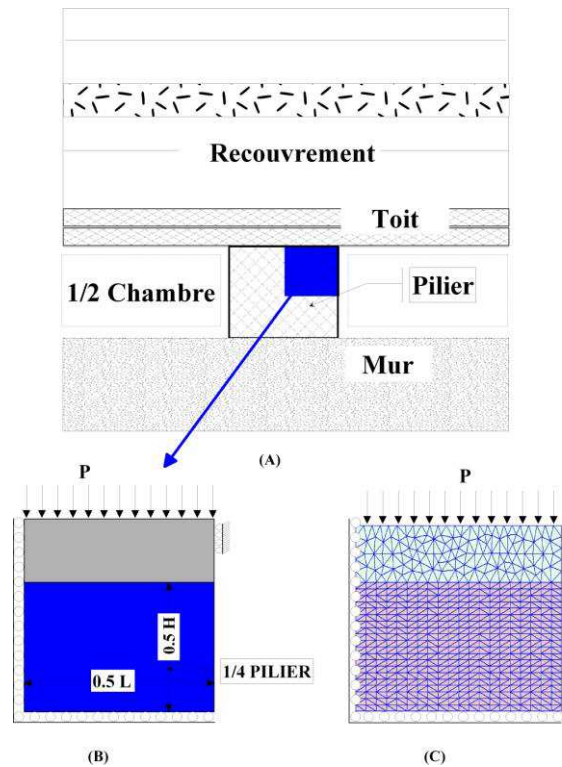 Recouvrement
Toit
1/2 Chambre
Pilier
Mur
(A)
P
P
0.5 H
0.5 L
1/4 PILIER
(B)
(C)